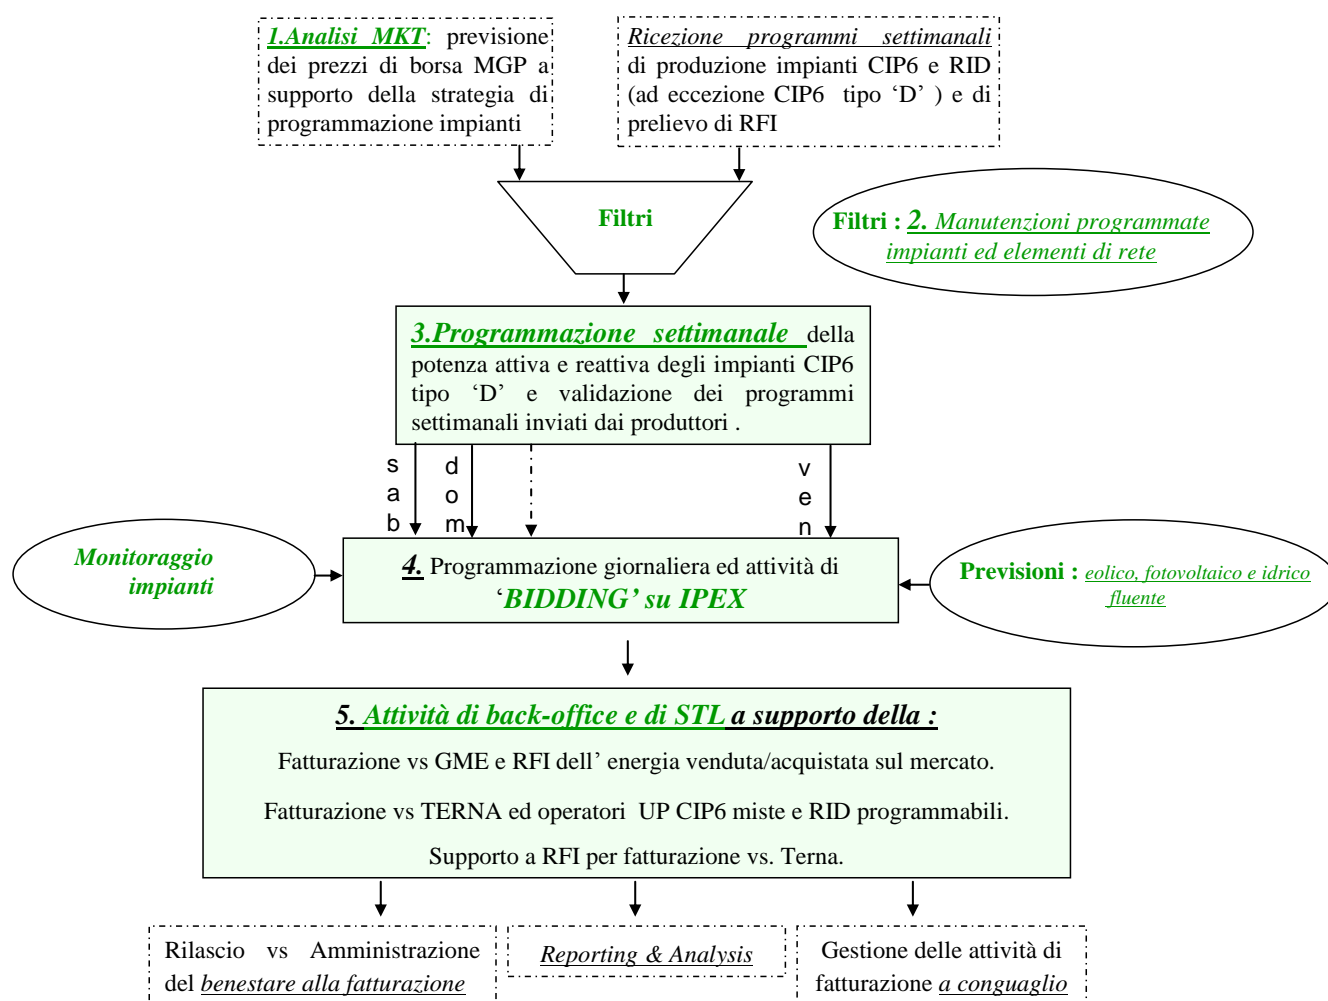 1.Analisi MKT: previsione
dei prezzi di borsa MGP a
supporto della strategia di
programmazione impianti
Ricezione programmi settimanali
di produzione impianti CIP6 e RID
(ad eccezione CIP6 tipo ‘D’ ) e di
prelievo di RFI
Filtri
Filtri : 2. Manutenzioni programmate
impianti ed elementi di rete
3.Programmazione settimanale della
potenza attiva e reattiva degli impianti CIP6
tipo ‘D’ e validazione dei programmi
settimanali inviati dai produttori .
sab
dom
ven
Monitoraggio
impianti
4. Programmazione giornaliera ed attività di
‘BIDDING’ su IPEX
Previsioni : eolico, fotovoltaico e idrico
fluente
5. Attività di back-office e di STL a supporto della :
Fatturazione vs GME e RFI dell’ energia venduta/acquistata sul mercato.
Fatturazione vs TERNA ed operatori UP CIP6 miste e RID programmabili.
Supporto a RFI per fatturazione vs. Terna.
Rilascio vs Amministrazione
del benestare alla fatturazione
Reporting & Analysis
Gestione delle attività di
fatturazione a conguaglio